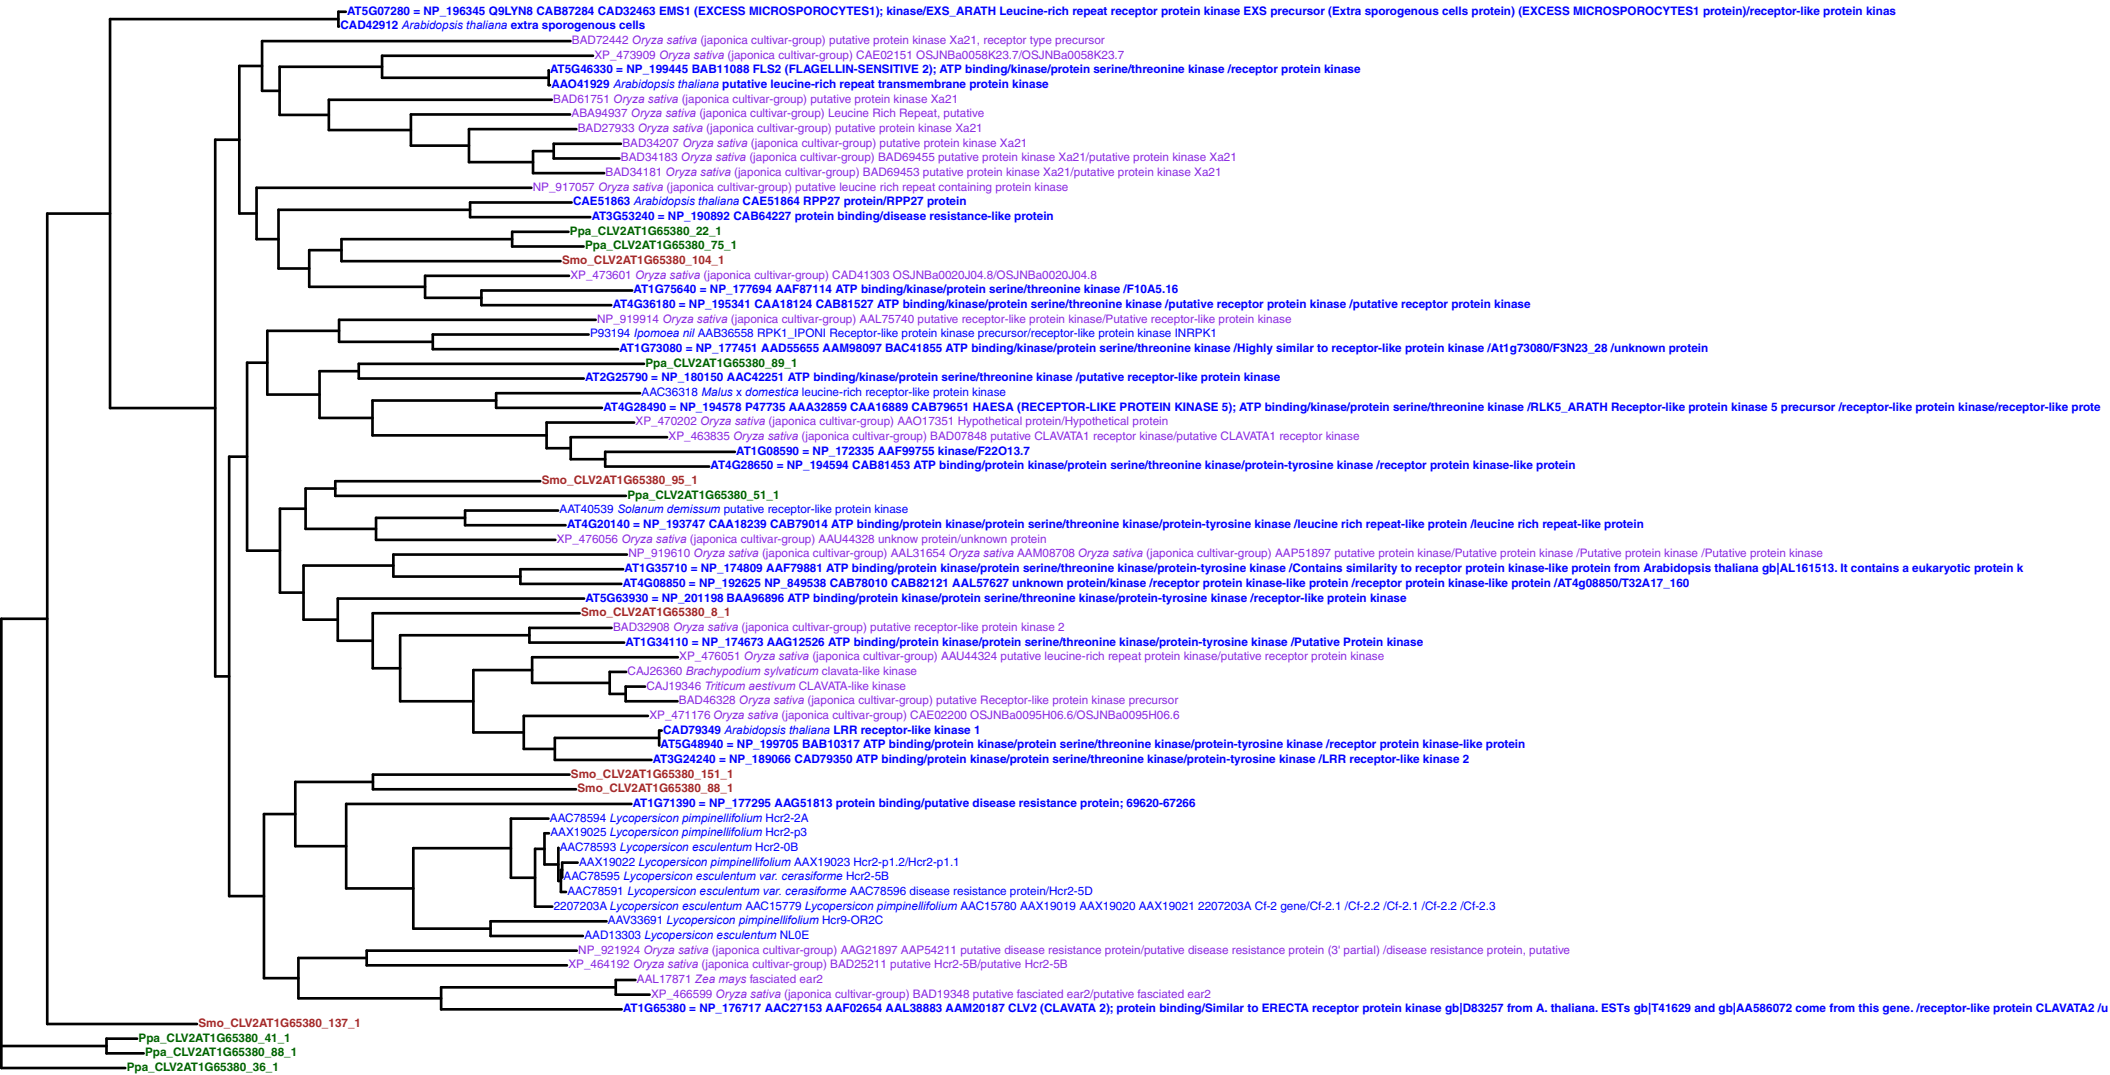 AT5G07280 = NP_196345 Q9LYN8 CAB87284 CAD32463 EMS1 (EXCESS MICROSPOROCYTES1); kinase/EXS_ARATH Leucine-rich repeat receptor protein kinase EXS precursor (Extra sporogenous cells protein) (EXCESS MICROSPOROCYTES1 protein)/receptor-like protein kinas
CAD42912 Arabidopsis thaliana extra sporogenous cells
BAD72442 Oryza sativa (japonica cultivar-group) putative protein kinase Xa21, receptor type precursor
XP_473909 Oryza sativa (japonica cultivar-group) CAE02151 OSJNBa0058K23.7/OSJNBa0058K23.7
AT5G46330 = NP_199445 BAB11088 FLS2 (FLAGELLIN-SENSITIVE 2); ATP binding/kinase/protein serine/threonine kinase /receptor protein kinase
AAO41929 Arabidopsis thaliana putative leucine-rich repeat transmembrane protein kinase
BAD61751 Oryza sativa (japonica cultivar-group) putative protein kinase Xa21
ABA94937 Oryza sativa (japonica cultivar-group) Leucine Rich Repeat, putative
BAD27933 Oryza sativa (japonica cultivar-group) putative protein kinase Xa21
BAD34207 Oryza sativa (japonica cultivar-group) putative protein kinase Xa21
BAD34183 Oryza sativa (japonica cultivar-group) BAD69455 putative protein kinase Xa21/putative protein kinase Xa21
BAD34181 Oryza sativa (japonica cultivar-group) BAD69453 putative protein kinase Xa21/putative protein kinase Xa21
NP_917057 Oryza sativa (japonica cultivar-group) putative leucine rich repeat containing protein kinase
CAE51863 Arabidopsis thaliana CAE51864 RPP27 protein/RPP27 protein
AT3G53240 = NP_190892 CAB64227 protein binding/disease resistance-like protein
Ppa_CLV2AT1G65380_22_1
Ppa_CLV2AT1G65380_75_1
Smo_CLV2AT1G65380_104_1
XP_473601 Oryza sativa (japonica cultivar-group) CAD41303 OSJNBa0020J04.8/OSJNBa0020J04.8
AT1G75640 = NP_177694 AAF87114 ATP binding/kinase/protein serine/threonine kinase /F10A5.16
AT4G36180 = NP_195341 CAA18124 CAB81527 ATP binding/kinase/protein serine/threonine kinase /putative receptor protein kinase /putative receptor protein kinase
NP_919914 Oryza sativa (japonica cultivar-group) AAL75740 putative receptor-like protein kinase/Putative receptor-like protein kinase
P93194 Ipomoea nil AAB36558 RPK1_IPONI Receptor-like protein kinase precursor/receptor-like protein kinase INRPK1
AT1G73080 = NP_177451 AAD55655 AAM98097 BAC41855 ATP binding/kinase/protein serine/threonine kinase /Highly similar to receptor-like protein kinase /At1g73080/F3N23_28 /unknown protein
Ppa_CLV2AT1G65380_89_1
AT2G25790 = NP_180150 AAC42251 ATP binding/kinase/protein serine/threonine kinase /putative receptor-like protein kinase
AAC36318 Malus x domestica leucine-rich receptor-like protein kinase
AT4G28490 = NP_194578 P47735 AAA32859 CAA16889 CAB79651 HAESA (RECEPTOR-LIKE PROTEIN KINASE 5); ATP binding/kinase/protein serine/threonine kinase /RLK5_ARATH Receptor-like protein kinase 5 precursor /receptor-like protein kinase/receptor-like prote
XP_470202 Oryza sativa (japonica cultivar-group) AAO17351 Hypothetical protein/Hypothetical protein
XP_463835 Oryza sativa (japonica cultivar-group) BAD07848 putative CLAVATA1 receptor kinase/putative CLAVATA1 receptor kinase
AT1G08590 = NP_172335 AAF99755 kinase/F22O13.7
AT4G28650 = NP_194594 CAB81453 ATP binding/protein kinase/protein serine/threonine kinase/protein-tyrosine kinase /receptor protein kinase-like protein
Smo_CLV2AT1G65380_95_1
Ppa_CLV2AT1G65380_51_1
AAT40539 Solanum demissum putative receptor-like protein kinase
AT4G20140 = NP_193747 CAA18239 CAB79014 ATP binding/protein kinase/protein serine/threonine kinase/protein-tyrosine kinase /leucine rich repeat-like protein /leucine rich repeat-like protein
XP_476056 Oryza sativa (japonica cultivar-group) AAU44328 unknow protein/unknown protein
NP_919610 Oryza sativa (japonica cultivar-group) AAL31654 Oryza sativa AAM08708 Oryza sativa (japonica cultivar-group) AAP51897 putative protein kinase/Putative protein kinase /Putative protein kinase /Putative protein kinase
AT1G35710 = NP_174809 AAF79881 ATP binding/protein kinase/protein serine/threonine kinase/protein-tyrosine kinase /Contains similarity to receptor protein kinase-like protein from Arabidopsis thaliana gb|AL161513. It contains a eukaryotic protein k
AT4G08850 = NP_192625 NP_849538 CAB78010 CAB82121 AAL57627 unknown protein/kinase /receptor protein kinase-like protein /receptor protein kinase-like protein /AT4g08850/T32A17_160
AT5G63930 = NP_201198 BAA96896 ATP binding/protein kinase/protein serine/threonine kinase/protein-tyrosine kinase /receptor-like protein kinase
Smo_CLV2AT1G65380_8_1
BAD32908 Oryza sativa (japonica cultivar-group) putative receptor-like protein kinase 2
AT1G34110 = NP_174673 AAG12526 ATP binding/protein kinase/protein serine/threonine kinase/protein-tyrosine kinase /Putative Protein kinase
XP_476051 Oryza sativa (japonica cultivar-group) AAU44324 putative leucine-rich repeat protein kinase/putative receptor protein kinase
CAJ26360 Brachypodium sylvaticum clavata-like kinase
CAJ19346 Triticum aestivum CLAVATA-like kinase
BAD46328 Oryza sativa (japonica cultivar-group) putative Receptor-like protein kinase precursor
XP_471176 Oryza sativa (japonica cultivar-group) CAE02200 OSJNBa0095H06.6/OSJNBa0095H06.6
CAD79349 Arabidopsis thaliana LRR receptor-like kinase 1
AT5G48940 = NP_199705 BAB10317 ATP binding/protein kinase/protein serine/threonine kinase/protein-tyrosine kinase /receptor protein kinase-like protein
AT3G24240 = NP_189066 CAD79350 ATP binding/protein kinase/protein serine/threonine kinase/protein-tyrosine kinase /LRR receptor-like kinase 2
Smo_CLV2AT1G65380_151_1
Smo_CLV2AT1G65380_88_1
AT1G71390 = NP_177295 AAG51813 protein binding/putative disease resistance protein; 69620-67266
AAC78594 Lycopersicon pimpinellifolium Hcr2-2A
AAX19025 Lycopersicon pimpinellifolium Hcr2-p3
AAC78593 Lycopersicon esculentum Hcr2-0B
AAX19022 Lycopersicon pimpinellifolium AAX19023 Hcr2-p1.2/Hcr2-p1.1
AAC78595 Lycopersicon esculentum var. cerasiforme Hcr2-5B
AAC78591 Lycopersicon esculentum var. cerasiforme AAC78596 disease resistance protein/Hcr2-5D
2207203A Lycopersicon esculentum AAC15779 Lycopersicon pimpinellifolium AAC15780 AAX19019 AAX19020 AAX19021 2207203A Cf-2 gene/Cf-2.1 /Cf-2.2 /Cf-2.1 /Cf-2.2 /Cf-2.3
AAV33691 Lycopersicon pimpinellifolium Hcr9-OR2C
AAD13303 Lycopersicon esculentum NL0E
NP_921924 Oryza sativa (japonica cultivar-group) AAG21897 AAP54211 putative disease resistance protein/putative disease resistance protein (3' partial) /disease resistance protein, putative
XP_464192 Oryza sativa (japonica cultivar-group) BAD25211 putative Hcr2-5B/putative Hcr2-5B
AAL17871 Zea mays fasciated ear2
XP_466599 Oryza sativa (japonica cultivar-group) BAD19348 putative fasciated ear2/putative fasciated ear2
AT1G65380 = NP_176717 AAC27153 AAF02654 AAL38883 AAM20187 CLV2 (CLAVATA 2); protein binding/Similar to ERECTA receptor protein kinase gb|D83257 from A. thaliana. ESTs gb|T41629 and gb|AA586072 come from this gene. /receptor-like protein CLAVATA2 /u
Smo_CLV2AT1G65380_137_1
Ppa_CLV2AT1G65380_41_1
Ppa_CLV2AT1G65380_88_1
Ppa_CLV2AT1G65380_36_1